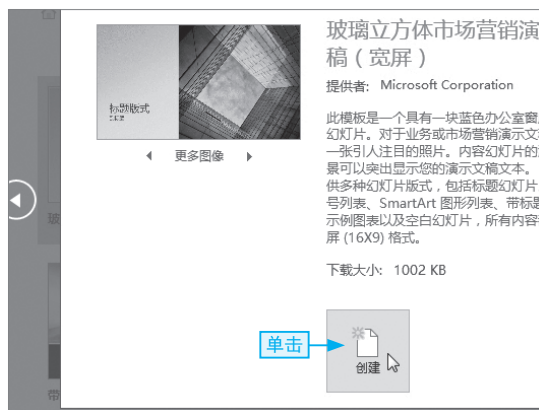 玻璃立方体市场营销演
稿（宽屏）
提供者: Microsoft Corporation
标题版式
更多图像
此模板是一个具有一块蓝色办公室窗
幻灯片。对于业务或市场营销演示文
一张引人注目的照片。内容幻灯片的
景可以突出显示您的演示文稿文本。
供多种幻灯片版式，包括标题幻灯片
号列表、SmartArt 图形列表、带标题
示例图表以及空白幻灯片，所有内容
屏 (16X9) 格式。
下载大小: 1002 KB
单击
创建
玻
带